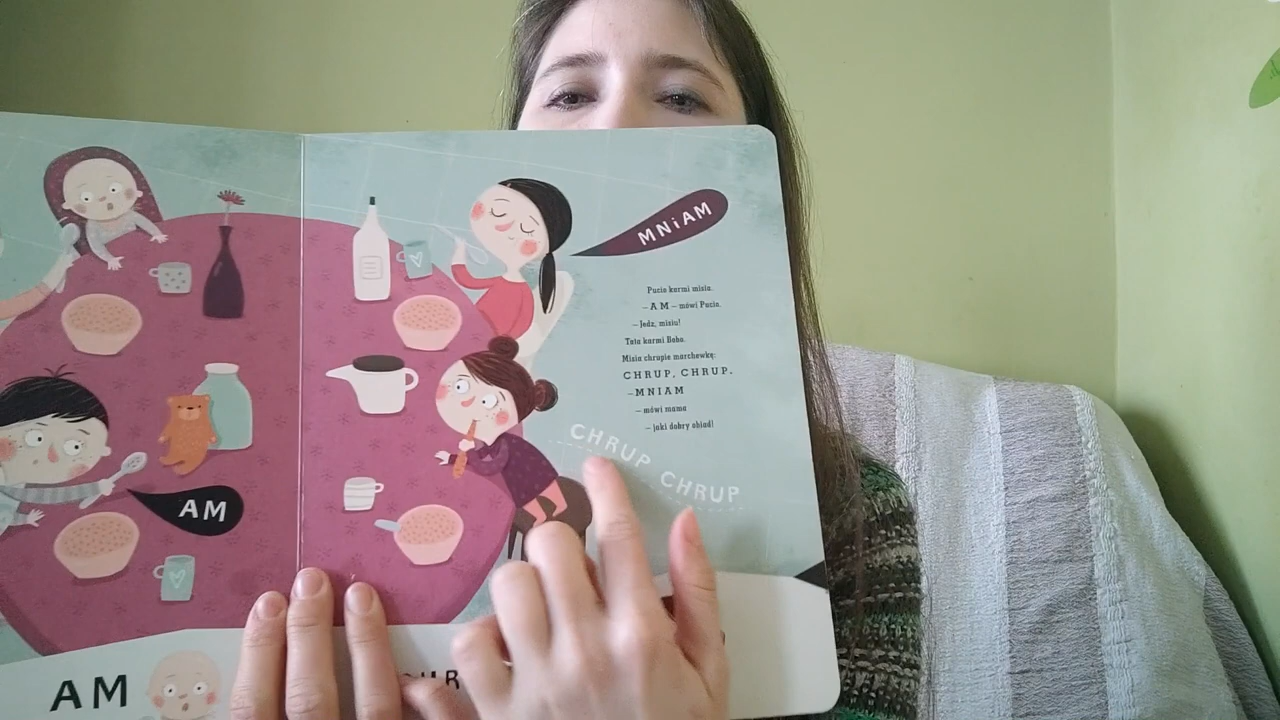 MNiAM
Pucio karmi misia.
– AM – mówi Pucio.
– Jedz, misiu!
Tata karmi Bobo.
Misia chrupie marchewkę:
CHRUP, CHRUP.
– MNIAM
– mówi mama
– jaki dobry obiad!
CHRUP CHRUP
AM
AM